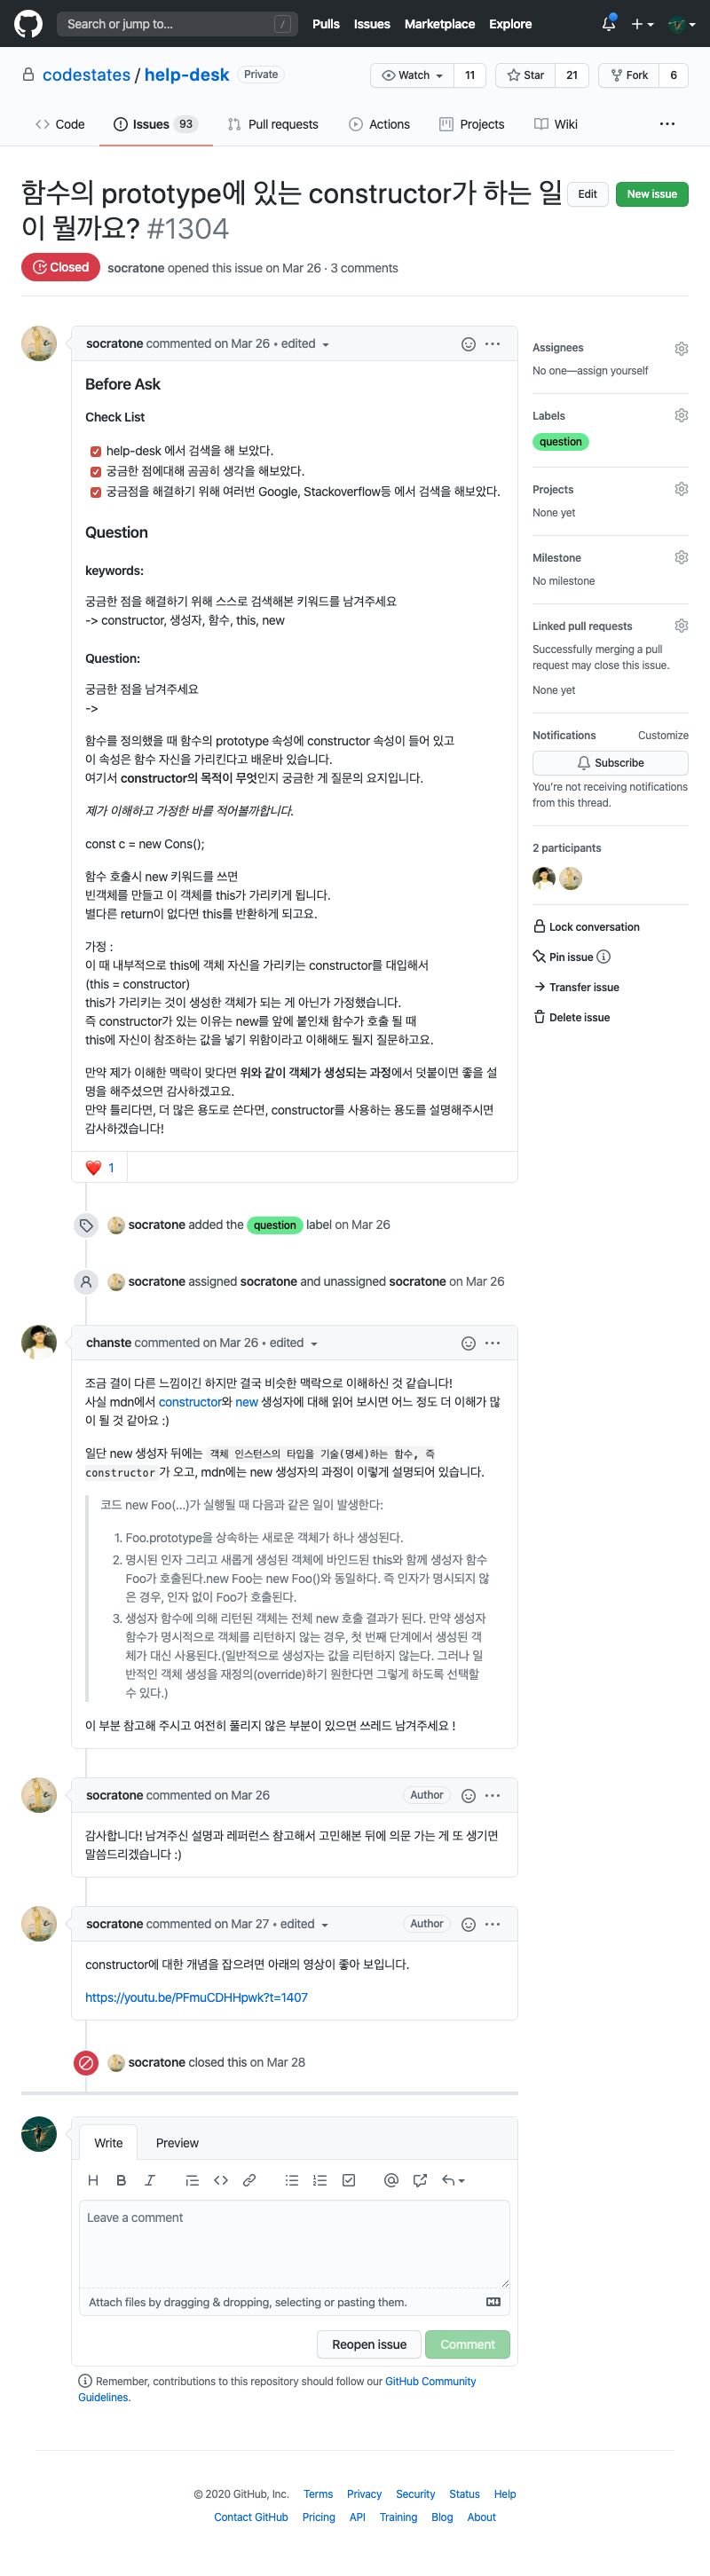 Search or jump to... /
Pulls Issues Marketplace Explore
codestates / help-desk Private
Watch 11 Star 21 Fork 6
Code Issues 93 Pull requests Actions Projects Wiki ...
함수의 prototype에 있는 constructor가 하는 일
이 뭘까요? #1304
Edit New issue
Closed socratone opened this issue on Mar 26 · 3 comments
socratone commented on Mar 26 • edited
Before Ask
Check List
help-desk 에서 검색을 해 보았다.
궁금한 점에대해 곰곰히 생각을 해보았다.
궁금점을 해결하기 위해 여러번 Google, Stackoverflow등 에서 검색을 해보았다.
Question
keywords:
궁금한 점을 해결하기 위해 스스로 검색해본 키워드를 남겨주세요
-> constructor, 생성자, 함수, this, new
Question:
궁금한 점을 남겨주세요
->
함수를 정의했을 때 함수의 prototype 속성에 constructor 속성이 들어 있고
이 속성은 함수 자신을 가리킨다고 배운바 있습니다.
여기서 constructor의 목적이 무엇인지 궁금한 게 질문의 요지입니다.
제가 이해하고 가정한 바를 적어볼까합니다.
const c = new Cons();
함수 호출시 new 키워드를 쓰면
빈객체를 만들고 이 객체를 this가 가리키게 됩니다.
별다른 return이 없다면 this를 반환하게 되고요.
가정 :
이 때 내부적으로 this에 객체 자신을 가리키는 constructor를 대입해서
(this = constructor)
this가 가리키는 것이 생성한 객체가 되는 게 아닌가 가정했습니다.
즉 constructor가 있는 이유는 new를 앞에 붙인채 함수가 호출 될 때
this에 자신이 참조하는 값을 넣기 위함이라고 이해해도 될지 질문하고요.
만약 제가 이해한 맥락이 맞다면 위와 같이 객체가 생성되는 과정에서 덧붙이면 좋을 설
명을 해주셨으면 감사하겠고요.
만약 틀리다면, 더 많은 용도로 쓴다면, constructor를 사용하는 용도를 설명해주시면
감사하겠습니다!
1
Assignees
No one—assign yourself
Labels
question
Projects
None yet
Milestone
No milestone
Linked pull requests
Successfully merging a pull
request may close this issue.
None yet
Notifications Customize
Subscribe
You're not receiving notifications
from this thread.
2 participants
Lock conversation
Pin issue
Transfer issue
Delete issue
socratone added the question label on Mar 26
socratone assigned socratone and unassigned socratone on Mar 26
chanste commented on Mar 26 • edited
조금 결이 다른 느낌이긴 하지만 결국 비슷한 맥락으로 이해하신 것 같습니다!
사실 mdn에서 constructor와 new 생성자에 대해 읽어 보시면 어느 정도 더 이해가 많
이 될 것 같아요 :)
일단 new 생성자 뒤에는 객체 인스턴스의 타입을 기술(명세)하는 함수, 즉
constructor 가 오고, mdn에는 new 생성자의 과정이 이렇게 설명되어 있습니다.
코드 new Foo(...)가 실행될 때 다음과 같은 일이 발생한다:
1. Foo.prototype을 상속하는 새로운 객체가 하나 생성된다.
2. 명시된 인자 그리고 새롭게 생성된 객체에 바인드된 this와 함께 생성자 함수
Foo가 호출된다.new Foo는 new Foo()와 동일하다. 즉 인자가 명시되지 않
은 경우, 인자 없이 Foo가 호출된다.
3. 생성자 함수에 의해 리턴된 객체는 전체 new 호출 결과가 된다. 만약 생성자
함수가 명시적으로 객체를 리턴하지 않는 경우, 첫 번째 단계에서 생성된 객
체가 대신 사용된다.(일반적으로 생성자는 값을 리턴하지 않는다. 그러나 일
반적인 객체 생성을 재정의(override)하기 원한다면 그렇게 하도록 선택할
수 있다.)
이 부분 참고해 주시고 여전히 풀리지 않은 부분이 있으면 쓰레드 남겨주세요 !
socratone commented on Mar 26 Author
감사합니다! 남겨주신 설명과 레퍼런스 참고해서 고민해본 뒤에 의문 가는 게 또 생기면
말씀드리겠습니다 :)
socratone commented on Mar 27 • edited Author
constructor에 대한 개념을 잡으려면 아래의 영상이 좋아 보입니다.
https://youtu.be/PFmuCDHHpwk?t=1407
socratone closed this on Mar 28
Write Preview
Leave a comment
Attach files by dragging & dropping, selecting or pasting them.
Reopen issue Comment
Remember, contributions to this repository should follow our GitHub Community
Guidelines.
© 2020 GitHub, Inc. Terms Privacy Security Status Help
Contact GitHub Pricing API Training Blog About